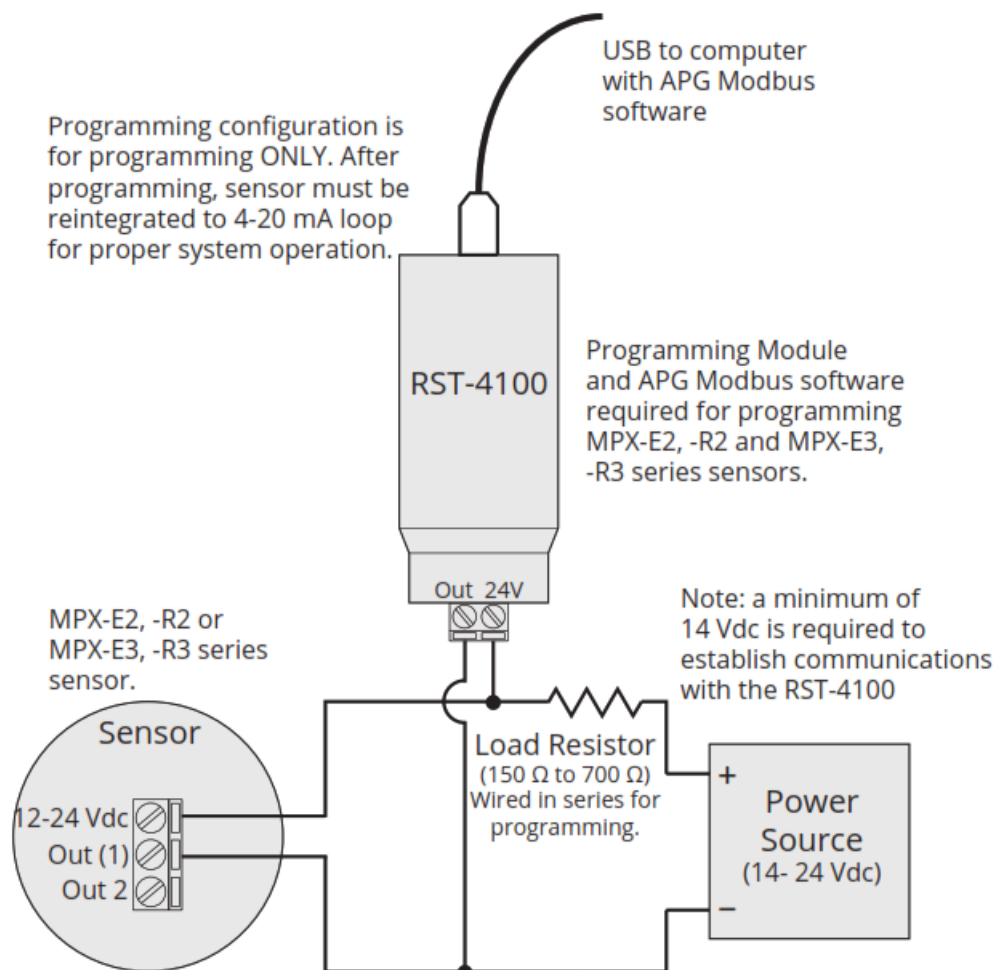 USB to computer
with APG Modbus
software
Programming configuration is
for programming ONLY. After
programming, sensor must be
reintegrated to 4-20 mA loop
for proper system operation.
RST-4100
Programming Module
and APG Modbus software
required for programming
MPX-E2, -R2 and MPX-E3,
-R3 series sensors.
Out 24V
MPX-E2, -R2 or
MPX-E3, -R3 series
sensor.
Note: a minimum of
14 Vdc is required to
establish communications
with the RST-4100
Sensor
12-24 Vdc
Out (1)
Out 2
Load Resistor
(150 Ω to 700 Ω)
Wired in series for
programming.
+
Power
Source
(14- 24 Vdc)
−